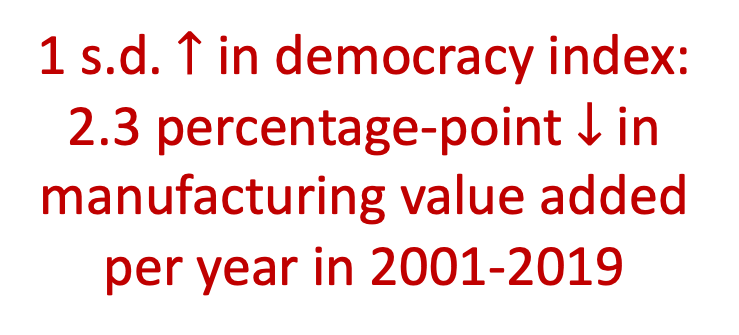 1 s.d. ↑ in democracy index:
2.3 percentage-point ↓ in
manufacturing value added
per year in 2001-2019